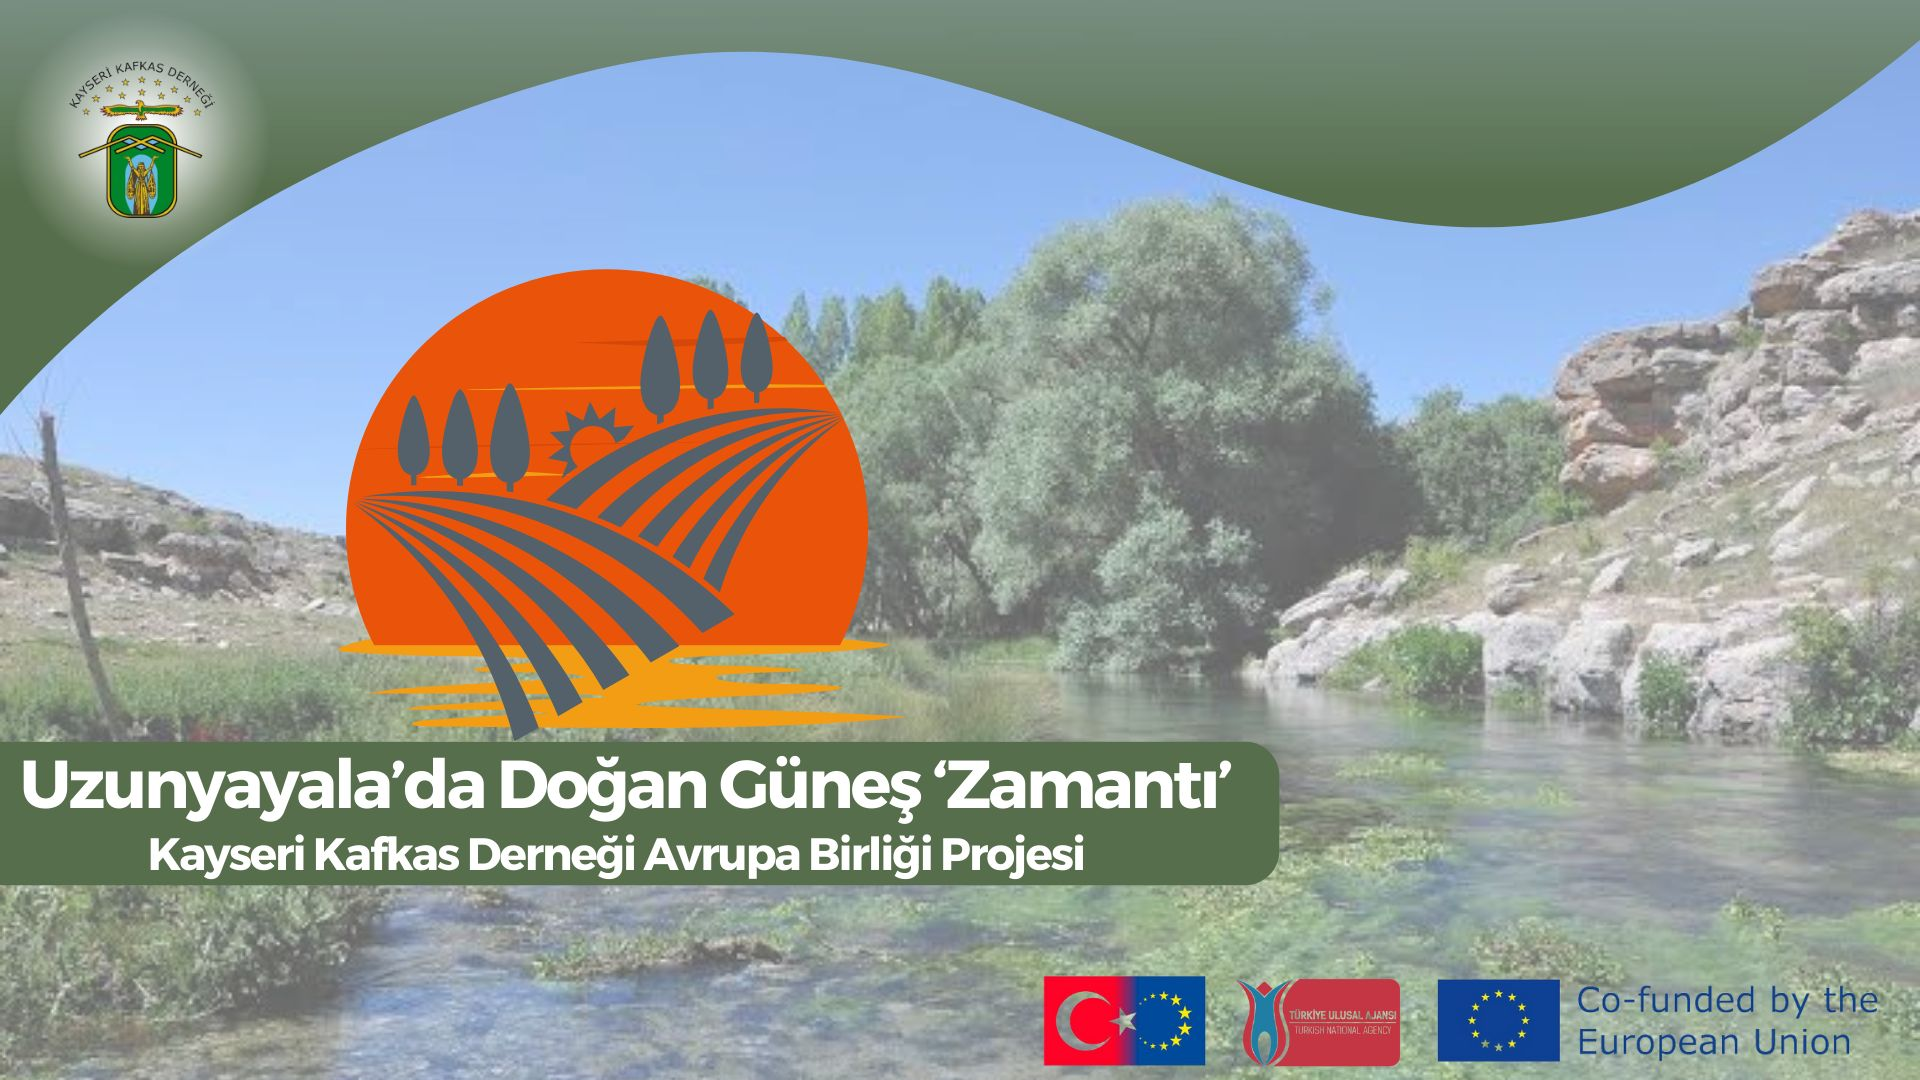 KAYSERİ KAFKAS DERNEĞİ
Uzunyayala’da Doğan Güneş ‘Zamantı’
Kayseri Kafkas Derneği Avrupa Birliği Projesi
TÜRKİYE ULUSAL AJANSI
TURKISH NATIONAL AGENCY
Co-funded by the
European Union